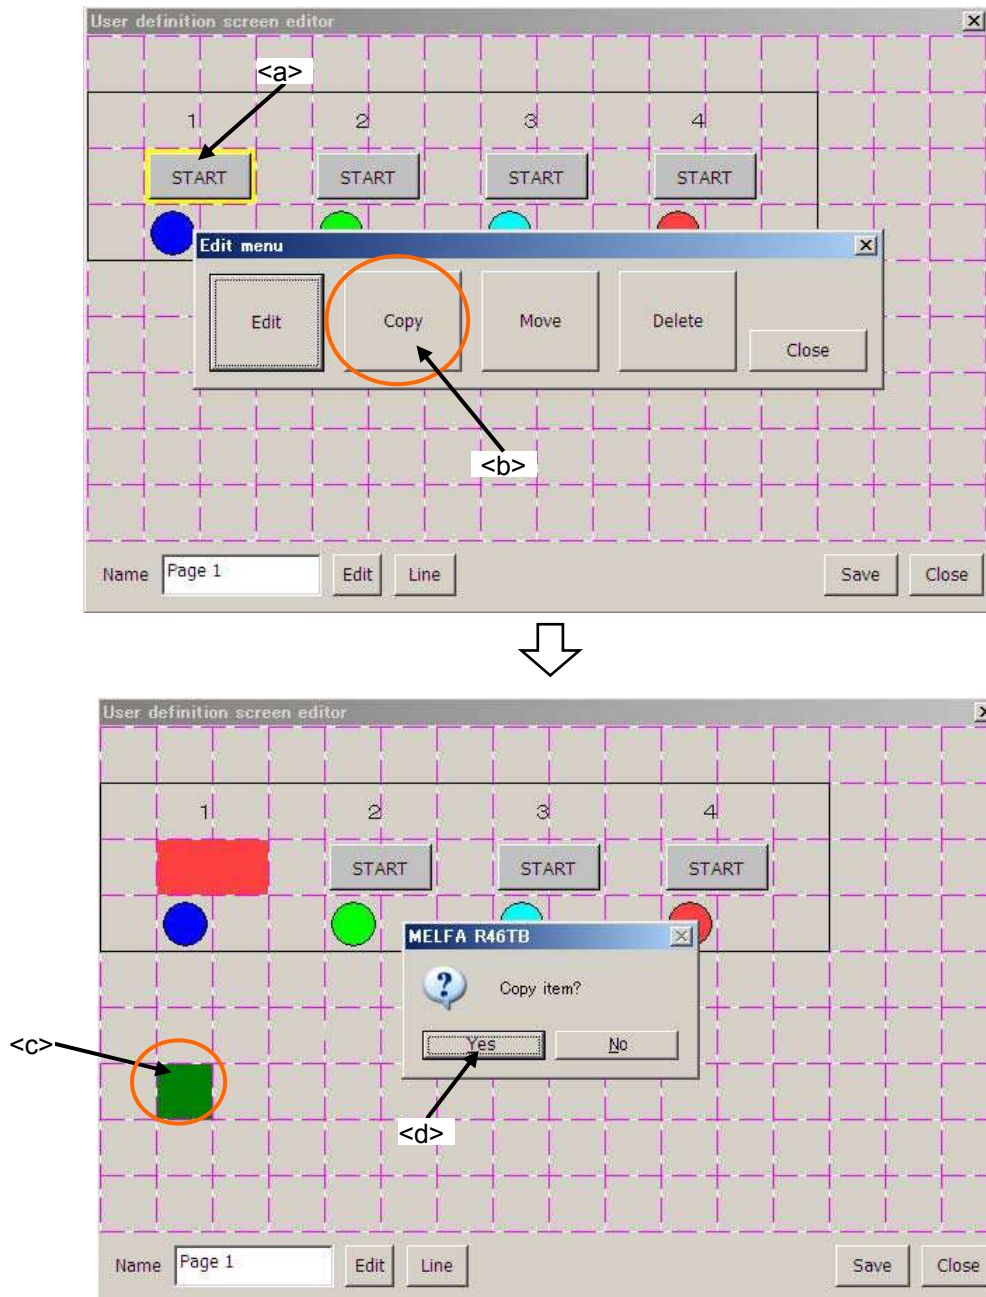 User definition screen editor
<a>
1 2 3 4
START START START START
Edit menu
Edit Copy Move Delete Close
<b>
Name Page 1 Edit Line Save Close
User definition screen editor
1 2 3 4
START START START
MELFA R46TB
Copy item?
<c>
Yes No
<d>
Name Page 1 Edit Line Save Close